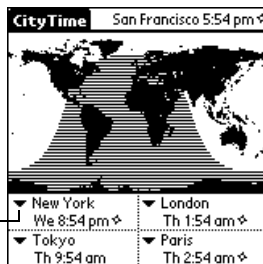 CityTime San Francisco 5:54 pm
New York London
We 8:54 pm Th 1:54 am
Tokyo Paris
Th 9:54 am Th 2:54 am